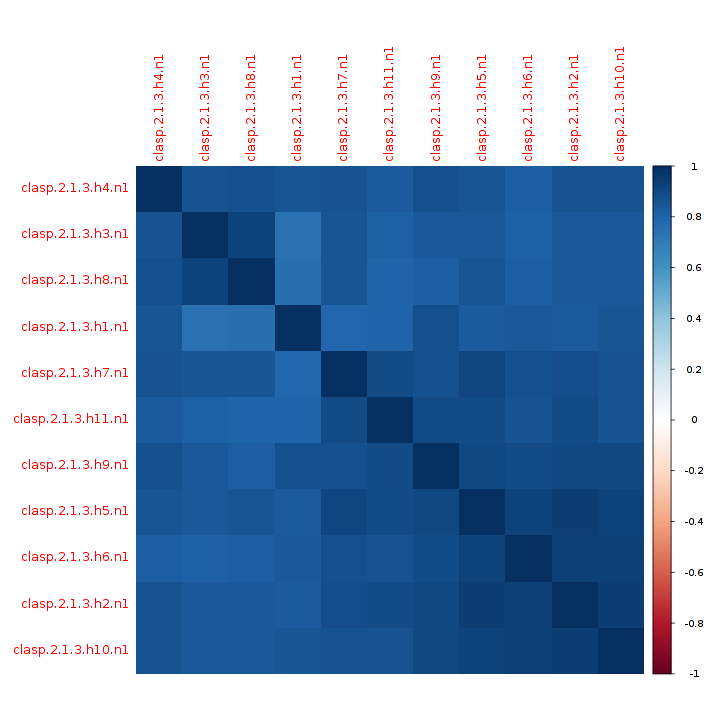 clasp.2.1.3.h4.n1
clasp.2.1.3.h3.n1
clasp.2.1.3.h8.n1
clasp.2.1.3.h1.n1
clasp.2.1.3.h7.n1
clasp.2.1.3.h11.n1
clasp.2.1.3.h9.n1
clasp.2.1.3.h5.n1
clasp.2.1.3.h6.n1
clasp.2.1.3.h2.n1
clasp.2.1.3.h10.n1
clasp.2.1.3.h4.n1
clasp.2.1.3.h3.n1
clasp.2.1.3.h8.n1
clasp.2.1.3.h1.n1
clasp.2.1.3.h7.n1
clasp.2.1.3.h11.n1
clasp.2.1.3.h9.n1
clasp.2.1.3.h5.n1
clasp.2.1.3.h6.n1
clasp.2.1.3.h2.n1
clasp.2.1.3.h10.n1
1
0.8
0.6
0.4
0.2
0
-0.2
-0.4
-0.6
-0.8
-1